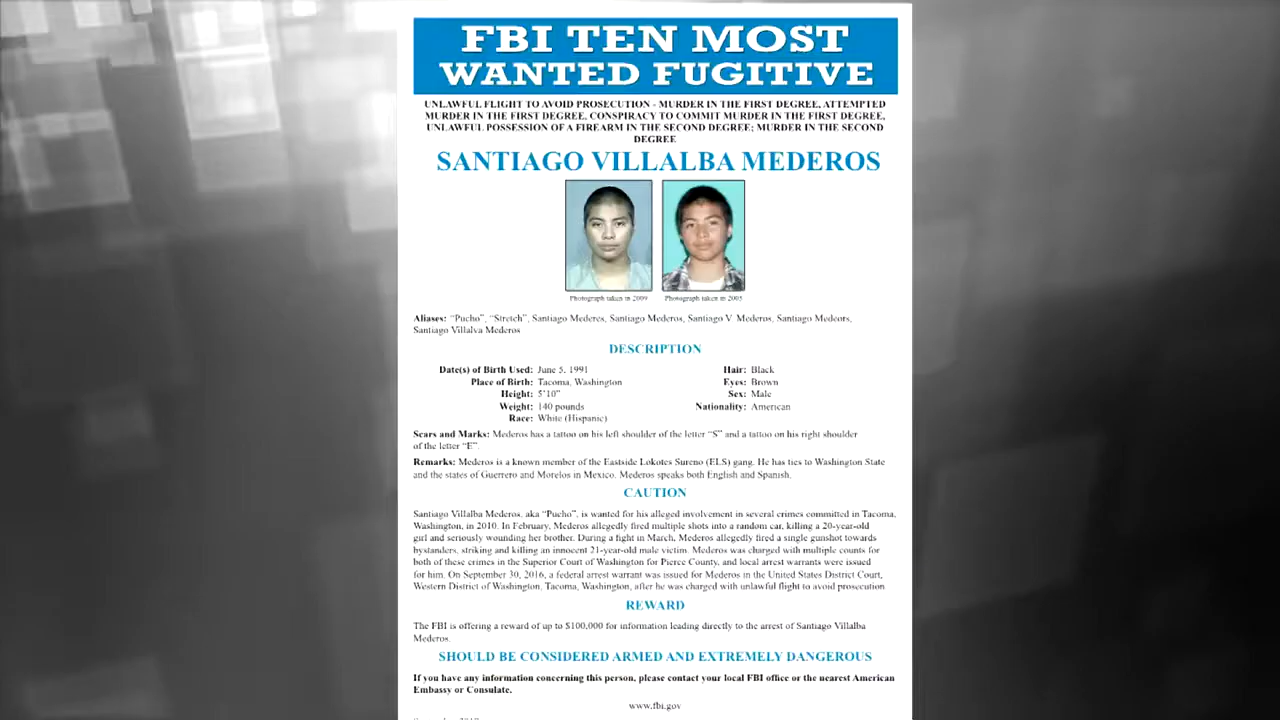 FBI TEN MOST
WANTED FUGITIVE
UNLAWFUL FLIGHT TO AVOID PROSECUTION - MURDER IN THE FIRST DEGREE, ATTEMPTED
MURDER IN THE FIRST DEGREE, CONSPIRACY TO COMMIT MURDER IN THE FIRST DEGREE,
UNLAWFUL POSSESSION OF A FIREARM IN THE SECOND DEGREE; MURDER IN THE SECOND
DEGREE
SANTIAGO VILLALBA MEDEROS
Photograph taken in 2009 Photograph taken in 2005
Aliases: "Pucho", "Stretch", Santiago Mederes, Santiago Mederos, Santiago V. Mederos, Santiago Medeors,
Santiago Villalva Mederos
DESCRIPTION
Date(s) of Birth Used: June 5, 1991 Hair: Black
Place of Birth: Tacoma, Washington Eyes: Brown
Height: 5'10" Sex: Male
Weight: 140 pounds Nationality: American
Race: White (Hispanic)
Scars and Marks: Mederos has a tattoo on his left shoulder of the letter "S" and a tattoo on his right shoulder
of the letter "E".
Remarks: Mederos is a known member of the Eastside Lokotes Sureno (ELS) gang. He has ties to Washington State
and the states of Guerrero and Morelos in Mexico. Mederos speaks both English and Spanish.
CAUTION
Santiago Villalba Mederos, aka "Pucho", is wanted for his alleged involvement in several crimes committed in Tacoma,
Washington, in 2010. In February, Mederos allegedly fired multiple shots into a random car, killing a 20-year-old
girl and seriously wounding her brother. During a fight in March, Mederos allegedly fired a single gunshot towards
bystanders, striking and killing an innocent 21-year-old male victim. Mederos was charged with multiple counts for
both of these crimes in the Superior Court of Washington for Pierce County, and local arrest warrants were issued
for him. On September 30, 2016, a federal arrest warrant was issued for Mederos in the United States District Court,
Western District of Washington, Tacoma, Washington, after he was charged with unlawful flight to avoid prosecution
REWARD
The FBI is offering a reward of up to $100,000 for information leading directly to the arrest of Santiago Villalba
Mederos.
SHOULD BE CONSIDERED ARMED AND EXTREMELY DANGEROUS
If you have any information concerning this person, please contact your local FBI office or the nearest American
Embassy or Consulate.
www.fbi.gov